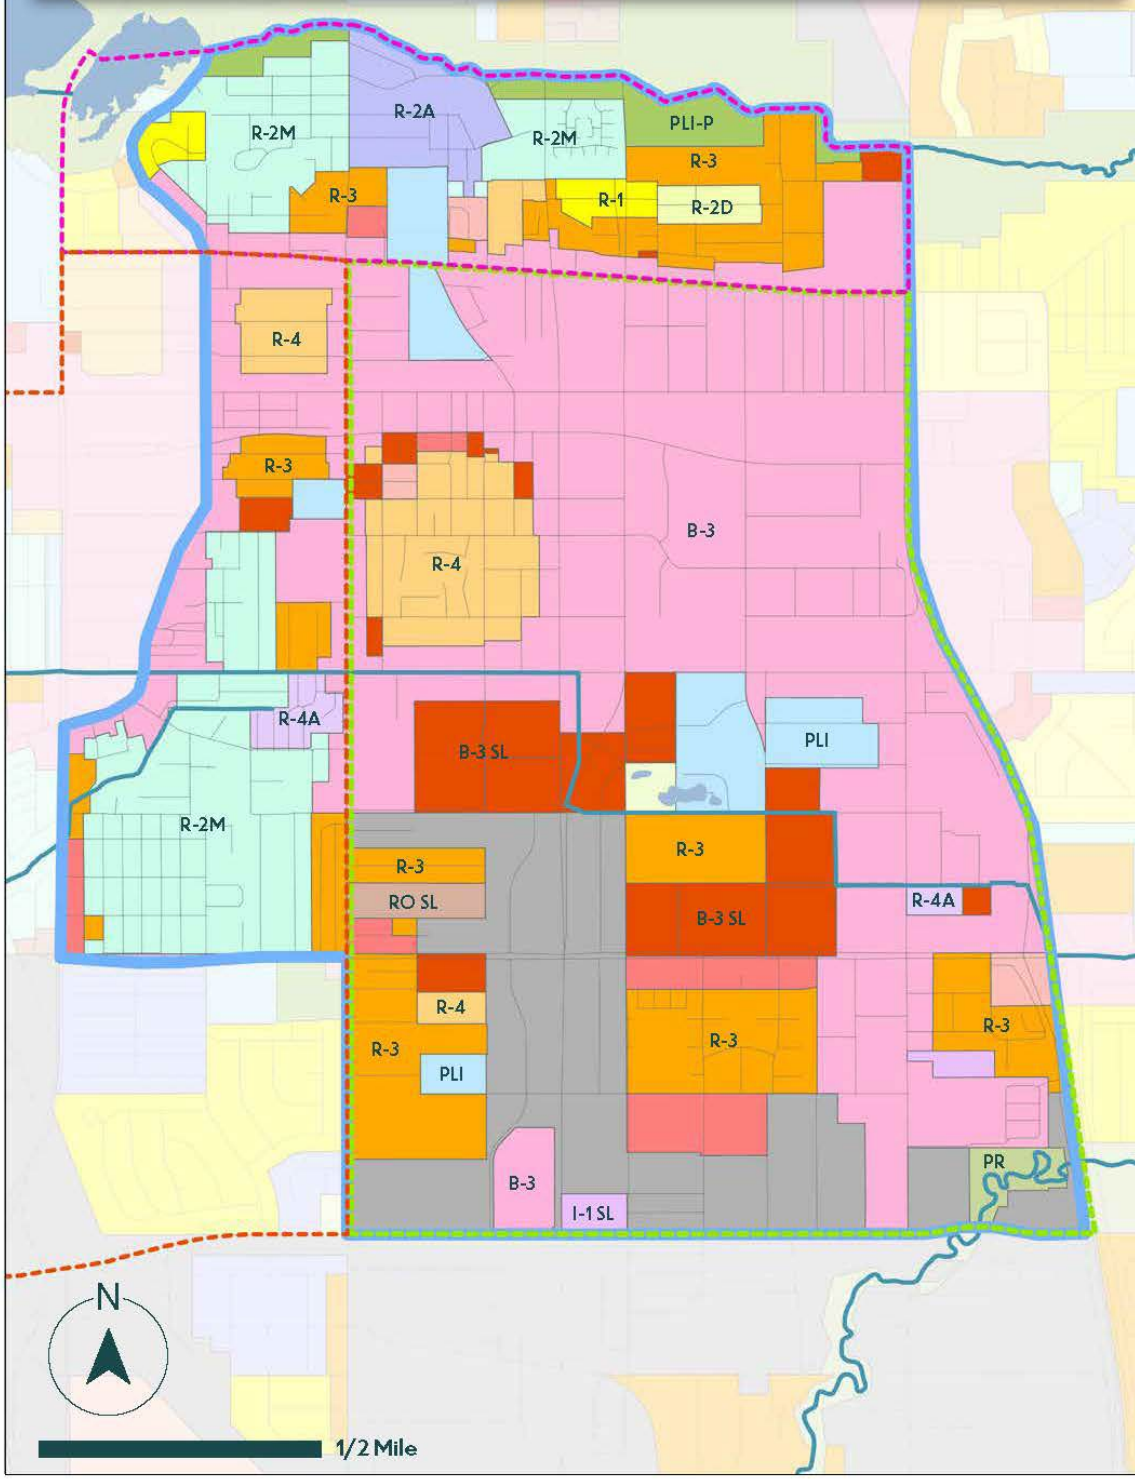 R-2A
R-2M
R-2M
PLI-P
R-3
R-3
R-1
R-2D
R-4
R-3
B-3
R-4
R-4A
B-3 SL
PLI
R-2M
R-3
R-3
RO SL
R-4A
B-3 SL
R-4
R-3
R-3
R-3
PLI
PR
B-3
I-1 SL
N
1/2 Mile